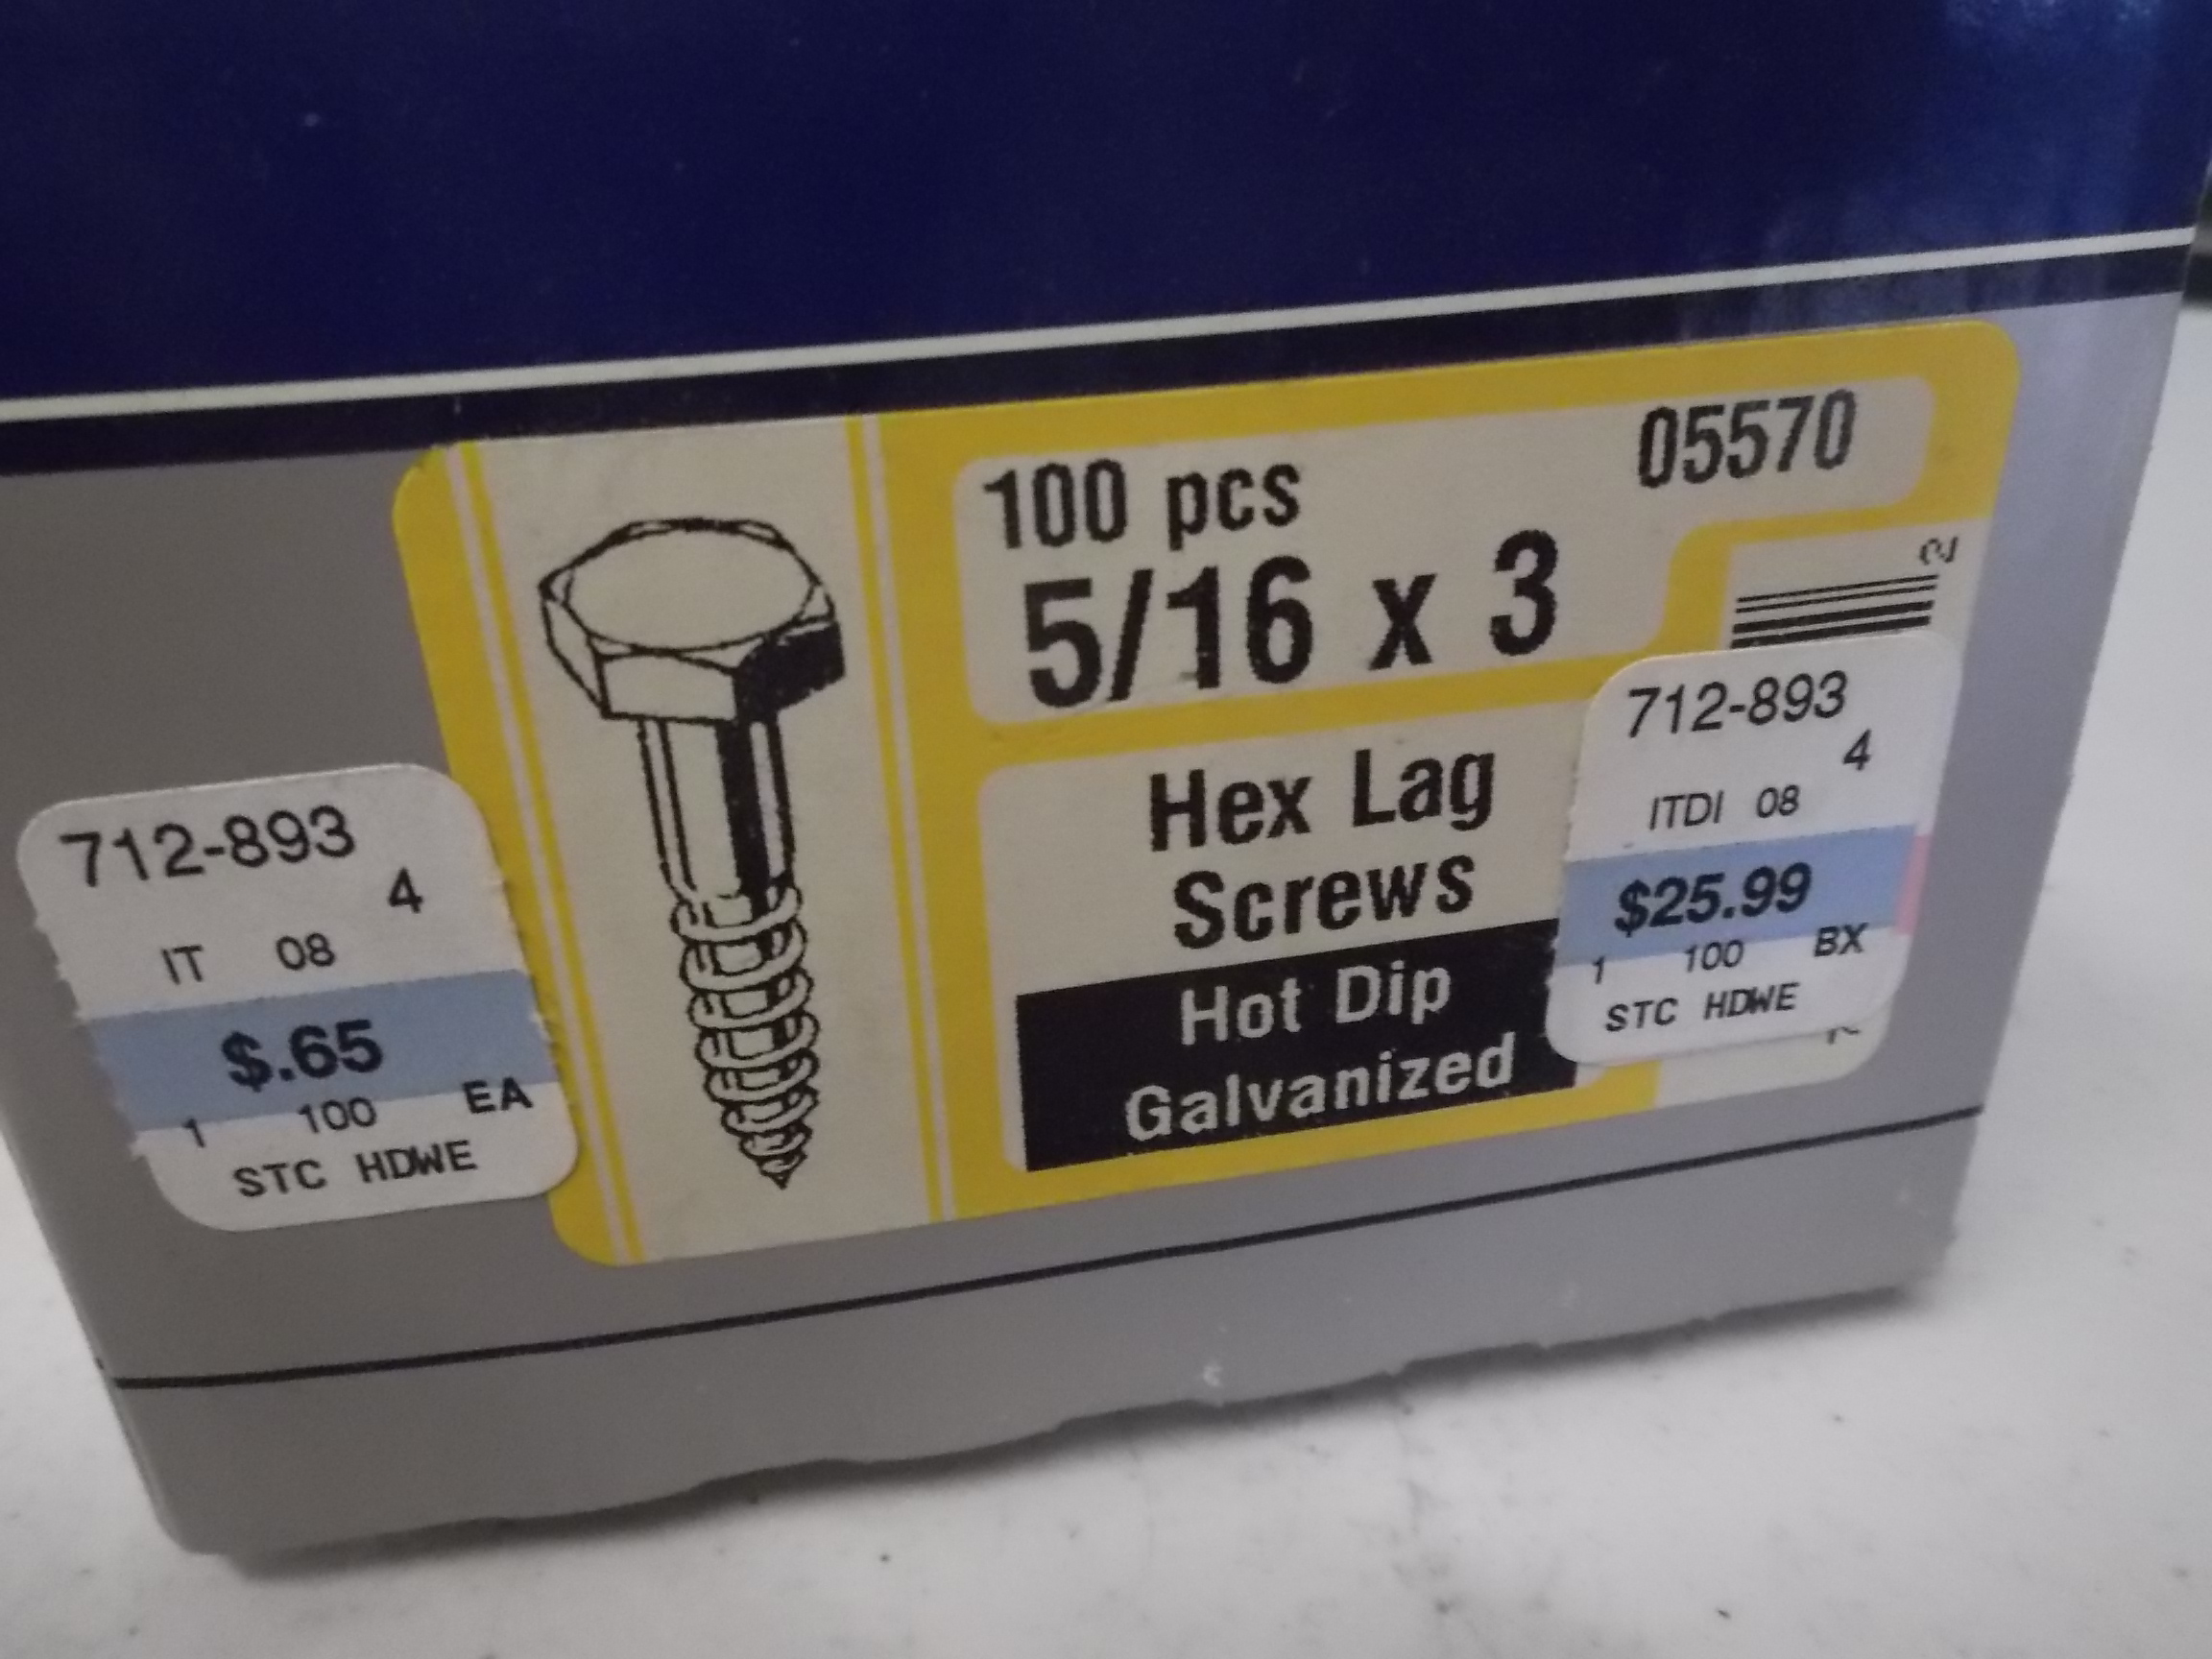 100 pcs
05570
5/16 x 3
2
Hex Lag
Screws
Hot Dip
Galvanized
712-893
4
IT 08
$.65
1 100 EA
STC HDWE
712-893
4
ITDI 08
$25.99
1 100 BX
STC HDWE